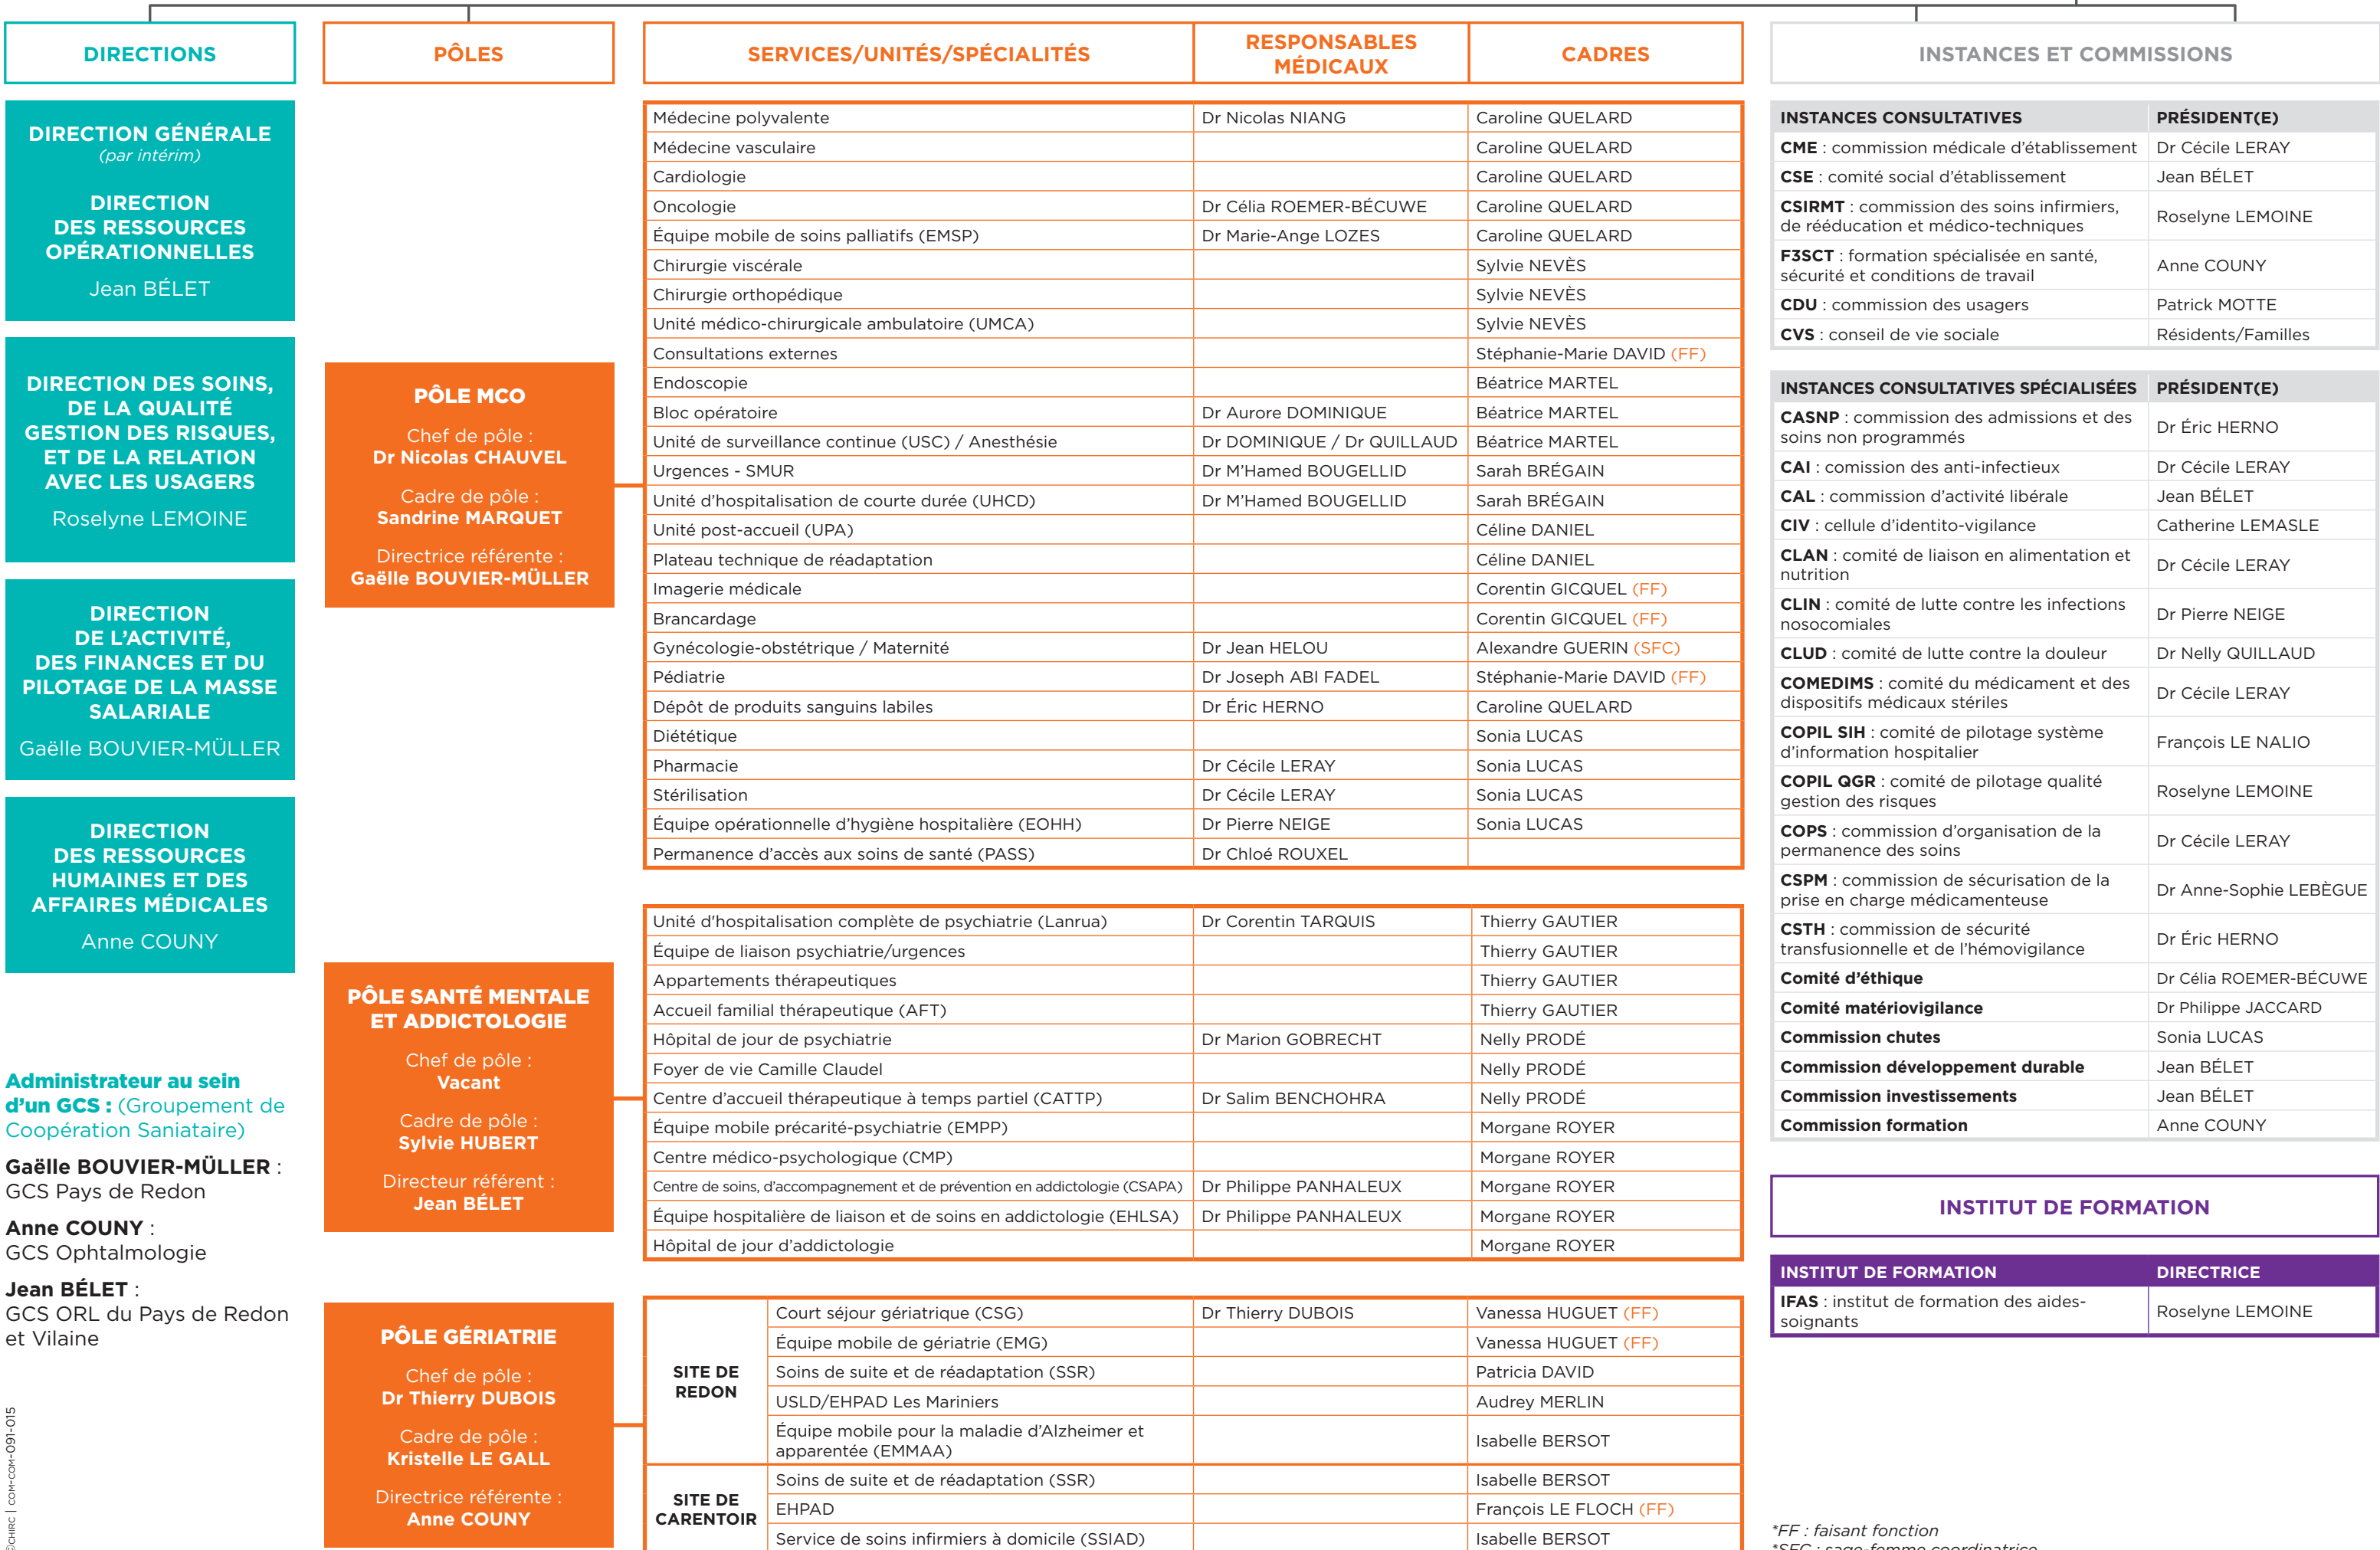 DIRECTIONS
DIRECTION GÉNÉRALE
(par intérim)
DIRECTION
DES RESSOURCES
OPÉRATIONNELLES
Jean BÉLET
DIRECTION DES SOINS,
DE LA QUALITÉ
GESTION DES RISQUES,
ET DE LA RELATION
AVEC LES USAGERS
Roselyne LEMOINE
DIRECTION
DE L'ACTIVITÉ,
DES FINANCES ET DU
PILOTAGE DE LA MASSE
SALARIALE
Gaëlle BOUVIER-MÜLLER
DIRECTION
DES RESSOURCES
HUMAINES ET DES
AFFAIRES MÉDICALES
Anne COUNY
Administrateur au sein
d'un GCS : (Groupement de
Coopération Saniataire)
Gaëlle BOUVIER-MÜLLER :
GCS Pays de Redon
Anne COUNY :
GCS Ophtalmologie
Jean BÉLET :
GCS ORL du Pays de Redon
et Vilaine
©CHIRC | COM-COM-091-015
PÔLES
PÔLE MCO
Chef de pôle :
Dr Nicolas CHAUVEL
Cadre de pôle :
Sandrine MARQUET
Directrice référente :
Gaëlle BOUVIER-MÜLLER
PÔLE SANTÉ MENTALE
ET ADDICTOLOGIE
Chef de pôle :
Vacant
Cadre de pôle :
Sylvie HUBERT
Directeur référent :
Jean BÉLET
PÔLE GÉRIATRIE
Chef de pôle :
Dr Thierry DUBOIS
Cadre de pôle :
Kristelle LE GALL
Directrice référente :
Anne COUNY
SERVICES/UNITÉS/SPÉCIALITÉS RESPONSABLES MÉDICAUX CADRES
Médecine polyvalente Dr Nicolas NIANG Caroline QUELARD
Médecine vasculaire Caroline QUELARD
Cardiologie Caroline QUELARD
Oncologie Dr Célia ROEMER-BÉCUWE Caroline QUELARD
Équipe mobile de soins palliatifs (EMSP) Dr Marie-Ange LOZES Caroline QUELARD
Chirurgie viscérale Sylvie NEVÈS
Chirurgie orthopédique Sylvie NEVÈS
Unité médico-chirurgicale ambulatoire (UMCA) Sylvie NEVÈS
Consultations externes Stéphanie-Marie DAVID (FF)
Endoscopie Béatrice MARTEL
Bloc opératoire Dr Aurore DOMINIQUE Béatrice MARTEL
Unité de surveillance continue (USC) / Anesthésie Dr DOMINIQUE / Dr QUILLAUD Béatrice MARTEL
Urgences - SMUR Dr M'Hamed BOUGELLID Sarah BRÉGAIN
Unité d'hospitalisation de courte durée (UHCD) Dr M'Hamed BOUGELLID Sarah BRÉGAIN
Unité post-accueil (UPA) Céline DANIEL
Plateau technique de réadaptation Céline DANIEL
Imagerie médicale Corentin GICQUEL (FF)
Brancardage Corentin GICQUEL (FF)
Gynécologie-obstétrique / Maternité Dr Jean HELOU Alexandre GUERIN (SFC)
Pédiatrie Dr Joseph ABI FADEL Stéphanie-Marie DAVID (FF)
Dépôt de produits sanguins labiles Dr Éric HERNO Caroline QUELARD
Diététique Sonia LUCAS
Pharmacie Dr Cécile LERAY Sonia LUCAS
Stérilisation Dr Cécile LERAY Sonia LUCAS
Équipe opérationnelle d'hygiène hospitalière (EOHH) Dr Pierre NEIGE Sonia LUCAS
Permanence d'accès aux soins de santé (PASS) Dr Chloé ROUXEL
Unité d'hospitalisation complète de psychiatrie (Lanrua) Dr Corentin TARQUIS Thierry GAUTIER
Équipe de liaison psychiatrie/urgences Thierry GAUTIER
Appartements thérapeutiques Thierry GAUTIER
Accueil familial thérapeutique (AFT) Thierry GAUTIER
Hôpital de jour de psychiatrie Dr Marion GOBRECHT Nelly PRODÉ
Foyer de vie Camille Claudel Nelly PRODÉ
Centre d'accueil thérapeutique à temps partiel (CATTP) Dr Salim BENCHOHRA Nelly PRODÉ
Équipe mobile précarité-psychiatrie (EMPP) Morgane ROYER
Centre médico-psychologique (CMP) Morgane ROYER
Centre de soins, d'accompagnement et de prévention en addictologie (CSAPA) Dr Philippe PANHALEUX Morgane ROYER
Équipe hospitalière de liaison et de soins en addictologie (EHLSA) Dr Philippe PANHALEUX Morgane ROYER
Hôpital de jour d'addictologie Morgane ROYER
SITE DE
REDON
Court séjour gériatrique (CSG) Dr Thierry DUBOIS Vanessa HUGUET (FF)
Équipe mobile de gériatrie (EMG) Vanessa HUGUET (FF)
Soins de suite et de réadaptation (SSR) Patricia DAVID
USLD/EHPAD Les Mariniers Audrey MERLIN
Équipe mobile pour la maladie d'Alzheimer et
apparentée (EMMAA) Isabelle BERSOT
SITE DE
CARENTOIR
Soins de suite et de réadaptation (SSR) Isabelle BERSOT
EHPAD François LE FLOCH (FF)
Service de soins infirmiers à domicile (SSIAD) Isabelle BERSOT
INSTANCES ET COMMISSIONS
INSTANCES CONSULTATIVES PRÉSIDENT(E)
CME : commission médicale d'établissement Dr Cécile LERAY
CSE : comité social d'établissement Jean BÉLET
CSIRMT : commission des soins infirmiers,
de rééducation et médico-techniques Roselyne LEMOINE
F3SCT : formation spécialisée en santé,
sécurité et conditions de travail Anne COUNY
CDU : commission des usagers Patrick MOTTE
CVS : conseil de vie sociale Résidents/Familles
INSTANCES CONSULTATIVES SPÉCIALISÉES PRÉSIDENT(E)
CASNP : commission des admissions et des
soins non programmés Dr Éric HERNO
CAI : comission des anti-infectieux Dr Cécile LERAY
CAL : commission d'activité libérale Jean BÉLET
CIV : cellule d'identito-vigilance Catherine LEMASLE
CLAN : comité de liaison en alimentation et
nutrition Dr Cécile LERAY
CLIN : comité de lutte contre les infections
nosocomiales Dr Pierre NEIGE
CLUD : comité de lutte contre la douleur Dr Nelly QUILLAUD
COMEDIMS : comité du médicament et des
dispositifs médicaux stériles Dr Cécile LERAY
COPIL SIH : comité de pilotage système
d'information hospitalier François LE NALIO
COPIL QGR : comité de pilotage qualité
gestion des risques Roselyne LEMOINE
COPS : commission d'organisation de la
permanence des soins Dr Cécile LERAY
CSPM : commission de sécurisation de la
prise en charge médicamenteuse Dr Anne-Sophie LEBÈGUE
CSTH : commission de sécurité
transfusionnelle et de l'hémovigilance Dr Éric HERNO
Comité d'éthique Dr Célia ROEMER-BÉCUWE
Comité matériovigilance Dr Philippe JACCARD
Commission chutes Sonia LUCAS
Commission développement durable Jean BÉLET
Commission investissements Jean BÉLET
Commission formation Anne COUNY
INSTITUT DE FORMATION
INSTITUT DE FORMATION DIRECTRICE
IFAS : institut de formation des aides-
soignants Roselyne LEMOINE
*FF : faisant fonction
*SFC : sage-femme coordinatrice